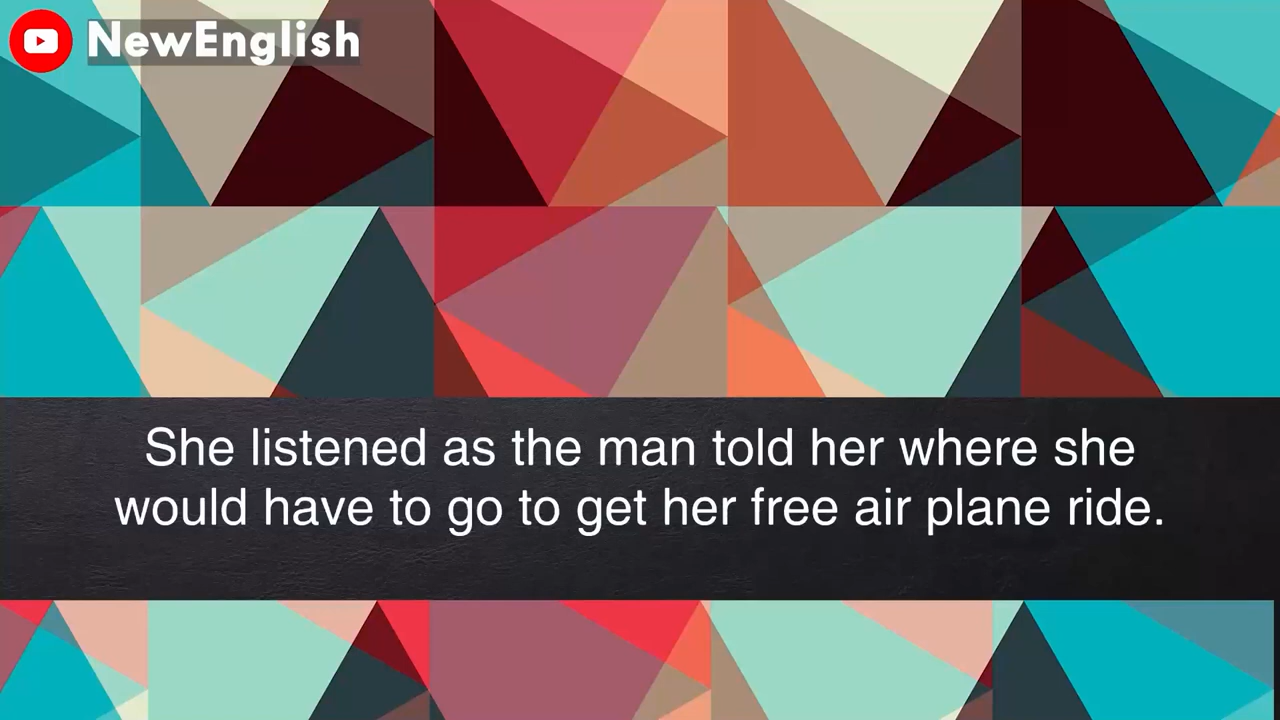 NewEnglish
She listened as the man told her where she
would have to go to get her free air plane ride.